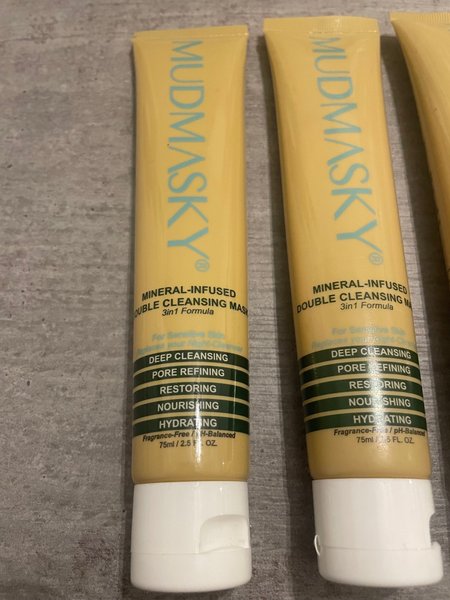 MUDMASKY®
MINERAL-INFUSED
DOUBLE CLEANSING MASK
3in1 Formula
For Sensitive Skin
DEEP CLEANSING
PORE REFINING
RESTORING
NOURISHING
HYDRATING
Fragrance-Free / pH-Balanced
75ml / 2.5 FL. OZ.
MUDMASKY®
MINERAL-INFUSED
DOUBLE CLEANSING MA
3in1 Formula
For Sensitive Skin
DEEP CLEANSING
PORE REFINING
RESTORING
NOURISHING
HYDRATING
Fragrance-Free / pH-Balanced
75ml / 2.5 FL. OZ.